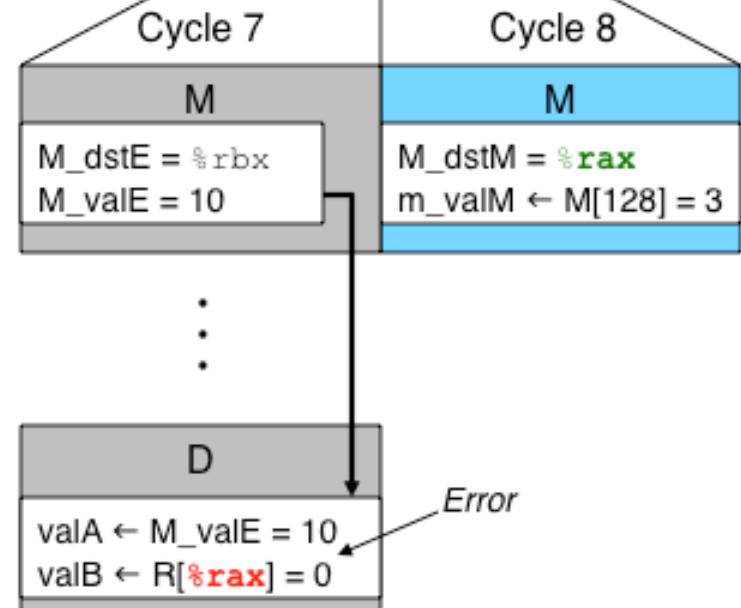 Cycle 7
Cycle 8
M
M
M_dstE = %rbx
M_valE = 10
M_dstM = %rax
m_valM ← M[128] = 3
D
Error
valA ← M_valE = 10
valB ← R[%rax] = 0